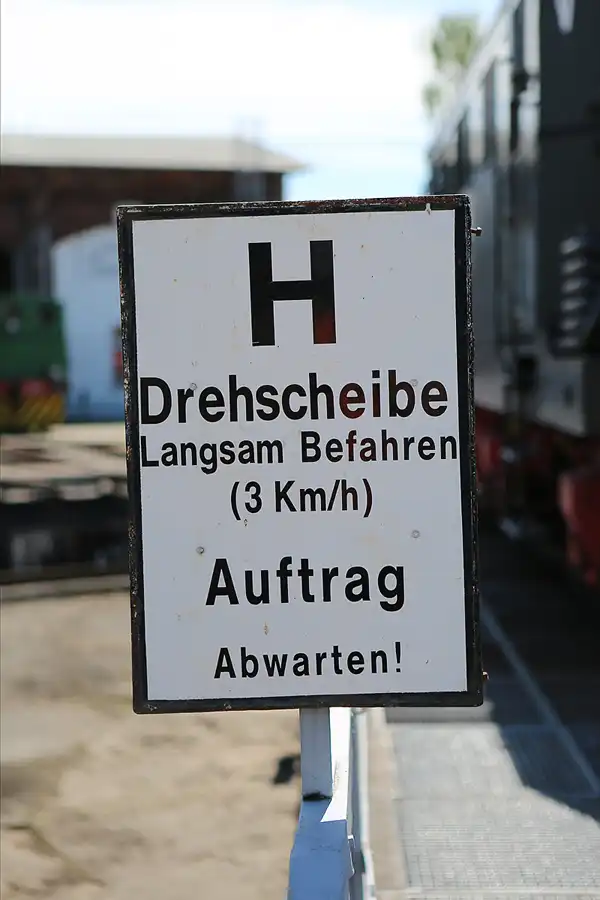 H
Drehscheibe
Langsam Befahren
(3 Km/h)
Auftrag
Abwarten!